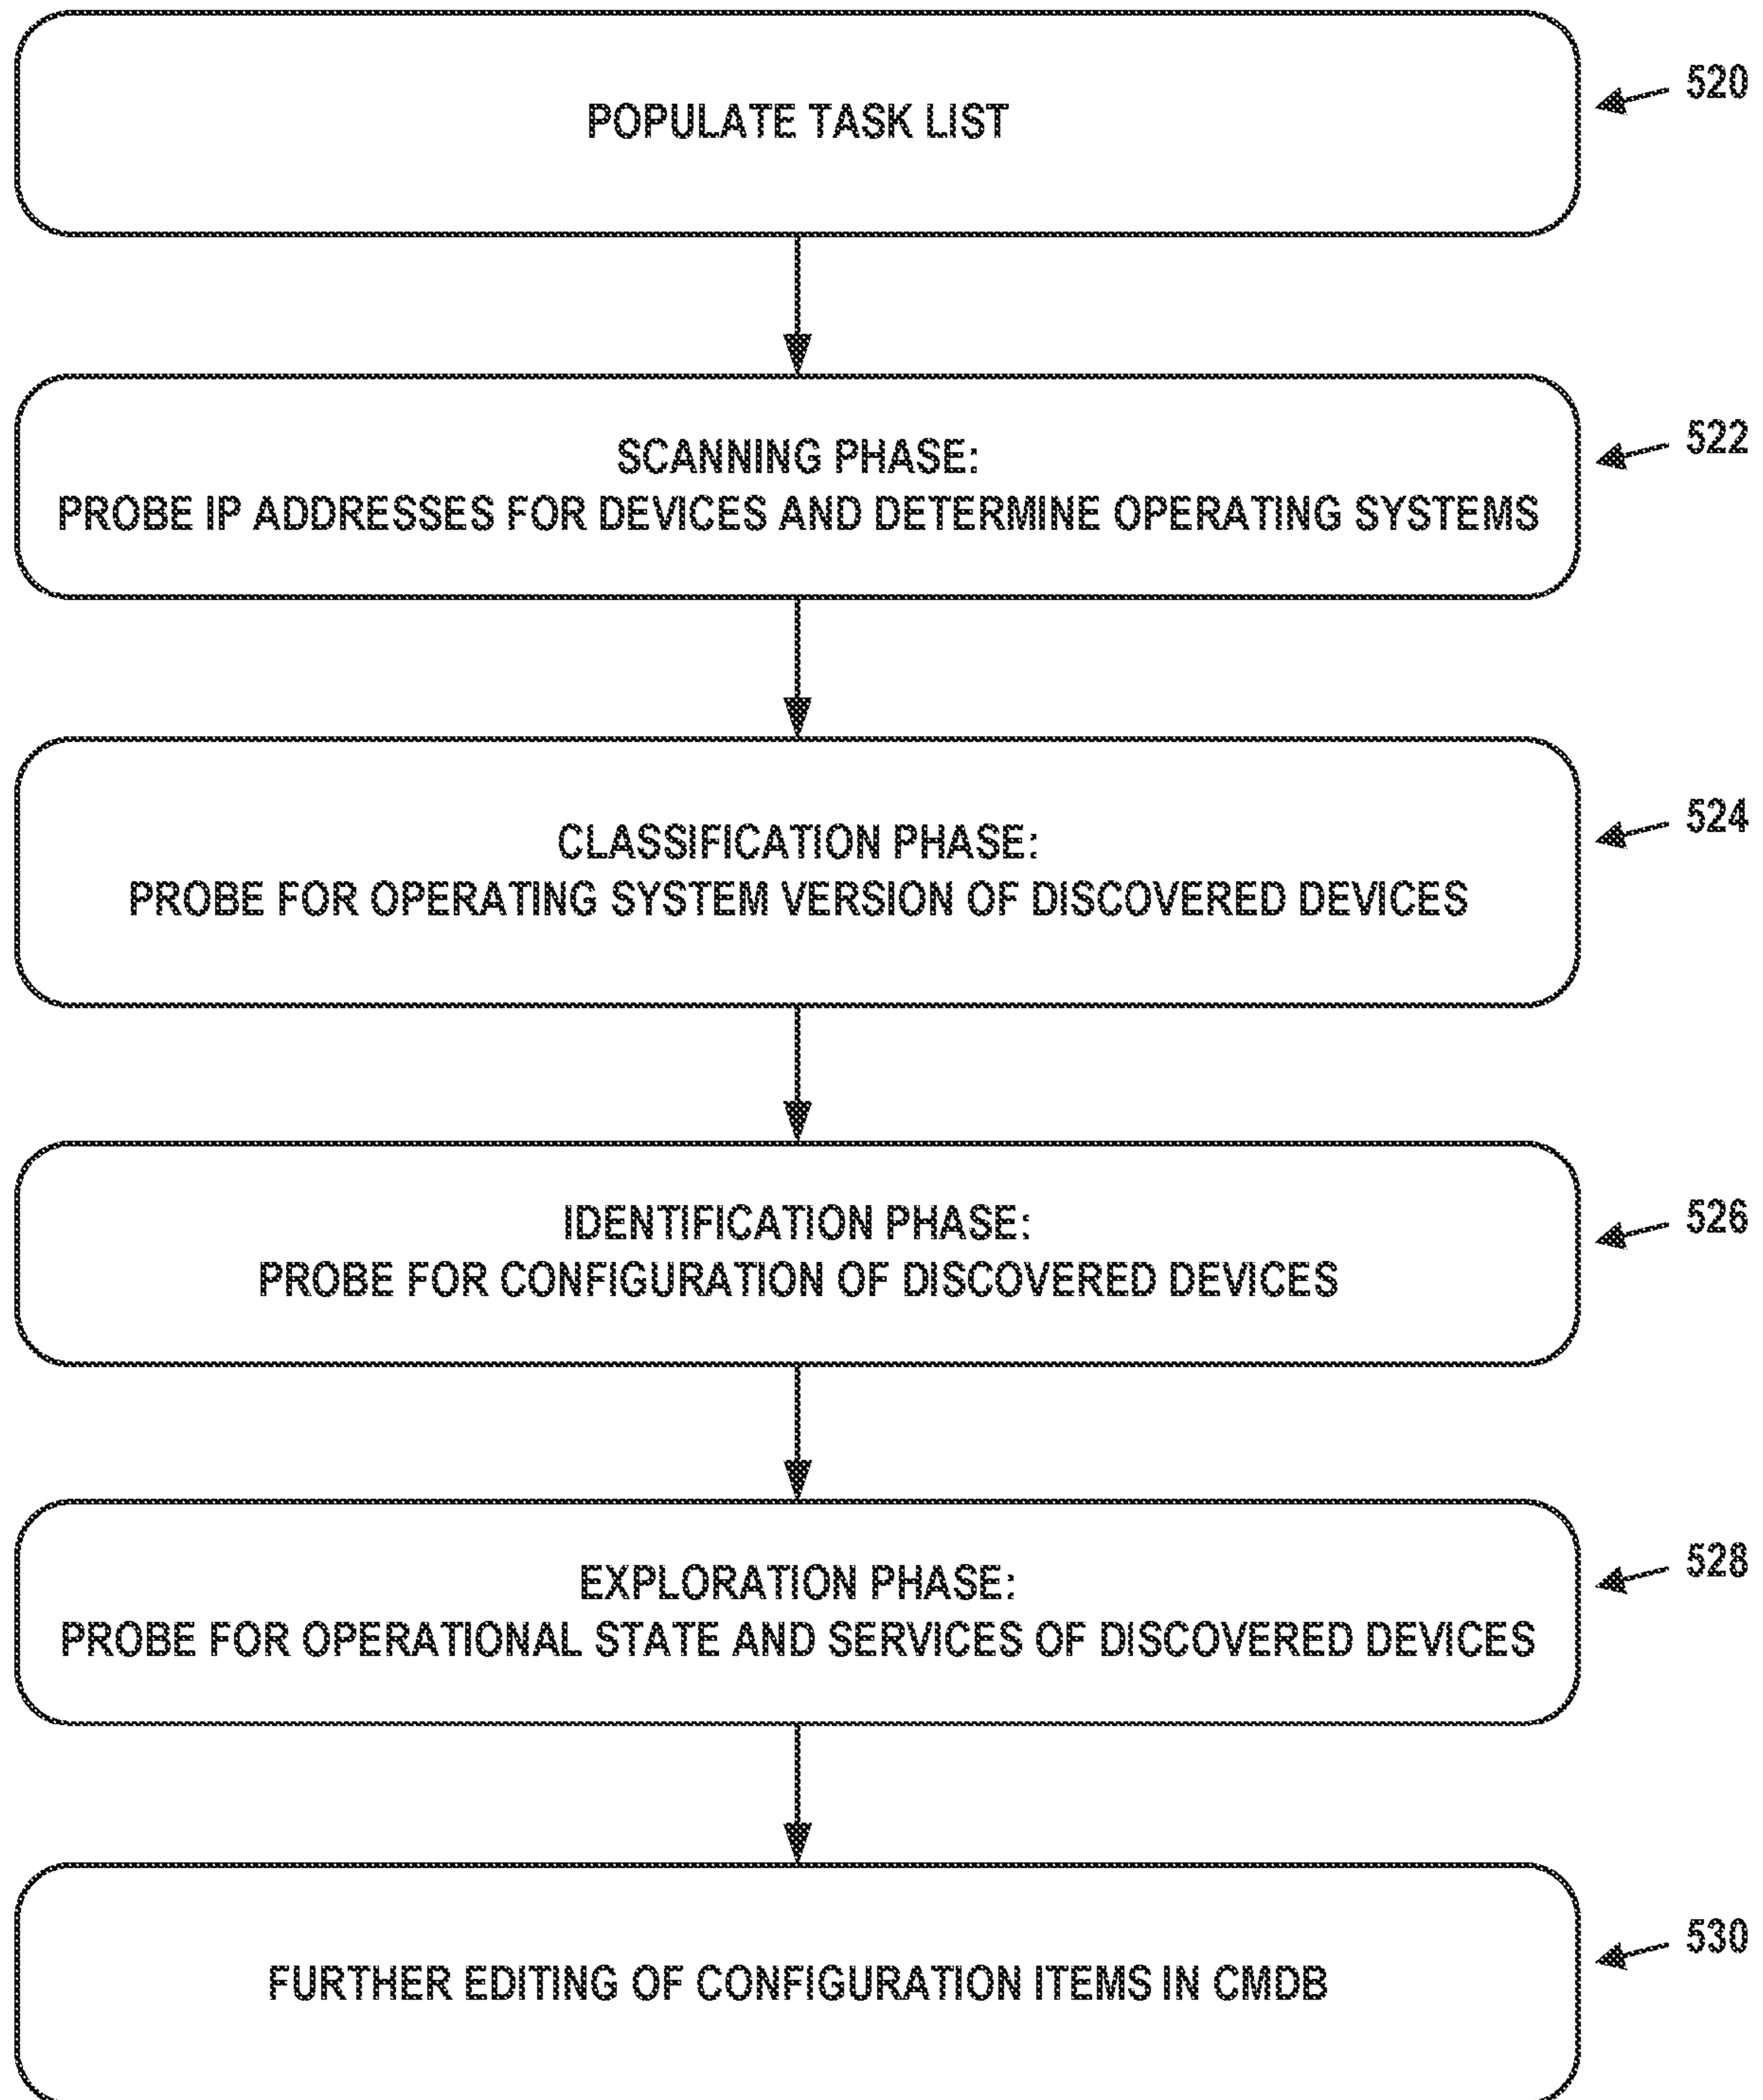 POPULATE TASK LIST
520
SCANNING PHASE:
PROBE IP ADDRESSES FOR DEVICES AND DETERMINE OPERATING SYSTEMS
522
CLASSIFICATION PHASE:
PROBE FOR OPERATING SYSTEM VERSION OF DISCOVERED DEVICES
524
IDENTIFICATION PHASE:
PROBE FOR CONFIGURATION OF DISCOVERED DEVICES
526
EXPLORATION PHASE:
PROBE FOR OPERATIONAL STATE AND SERVICES OF DISCOVERED DEVICES
528
FURTHER EDITING OF CONFIGURATION ITEMS IN CMDB
530